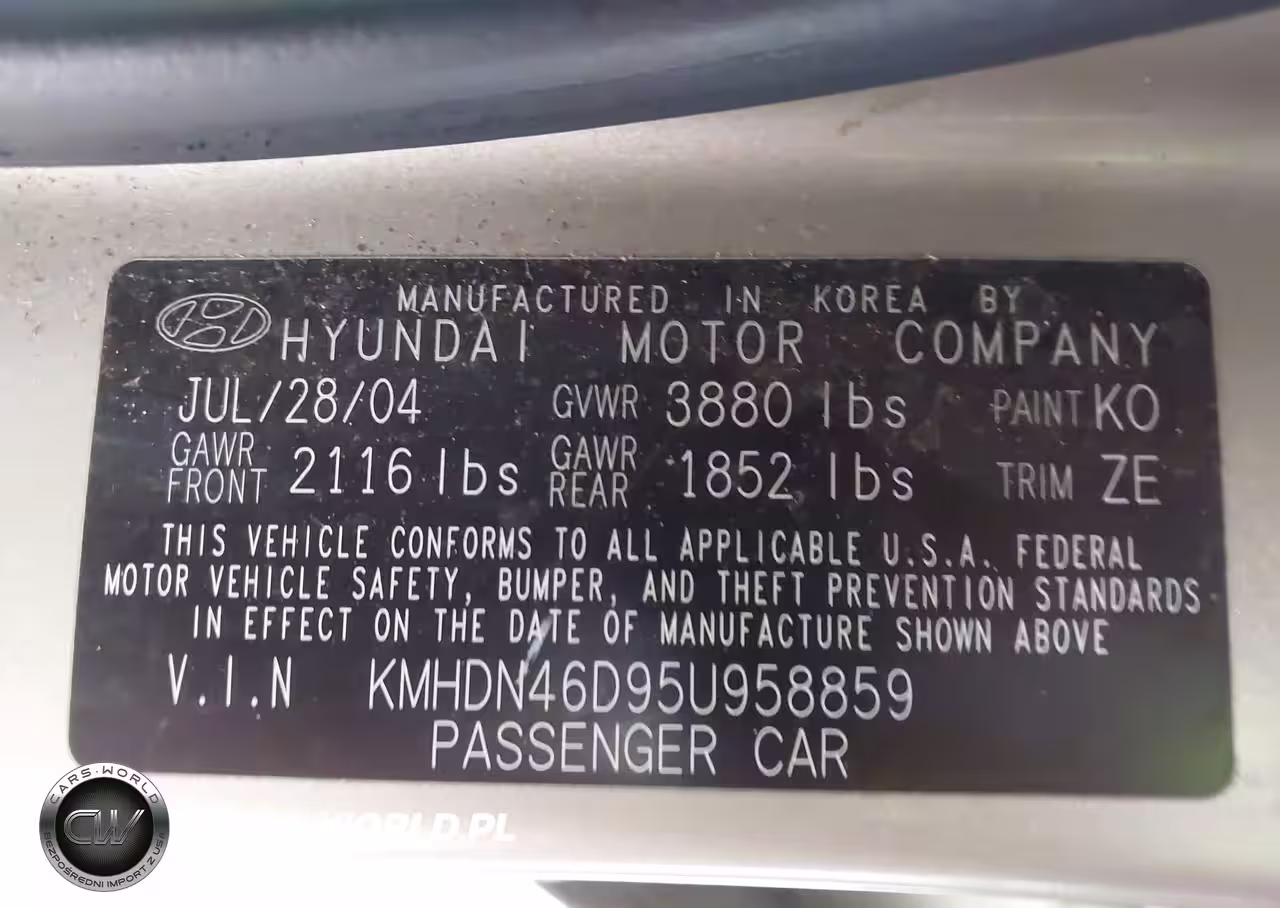 MANUFACTURED IN KOREA BY
HYUNDAI MOTOR COMPANY
JUL/28/04 GVWR 3880 lbs PAINT KO
GAWR FRONT 2116 lbs GAWR REAR 1852 lbs TRIM ZE
THIS VEHICLE CONFORMS TO ALL APPLICABLE U.S.A. FEDERAL
MOTOR VEHICLE SAFETY, BUMPER, AND THEFT PREVENTION STANDARDS
IN EFFECT ON THE DATE OF MANUFACTURE SHOWN ABOVE
V.I.N KMHDN46D95U958859
PASSENGER CAR
CARS-WORLD
CW
BEZPOŚREDNI IMPORT Z USA
WORLD.PL